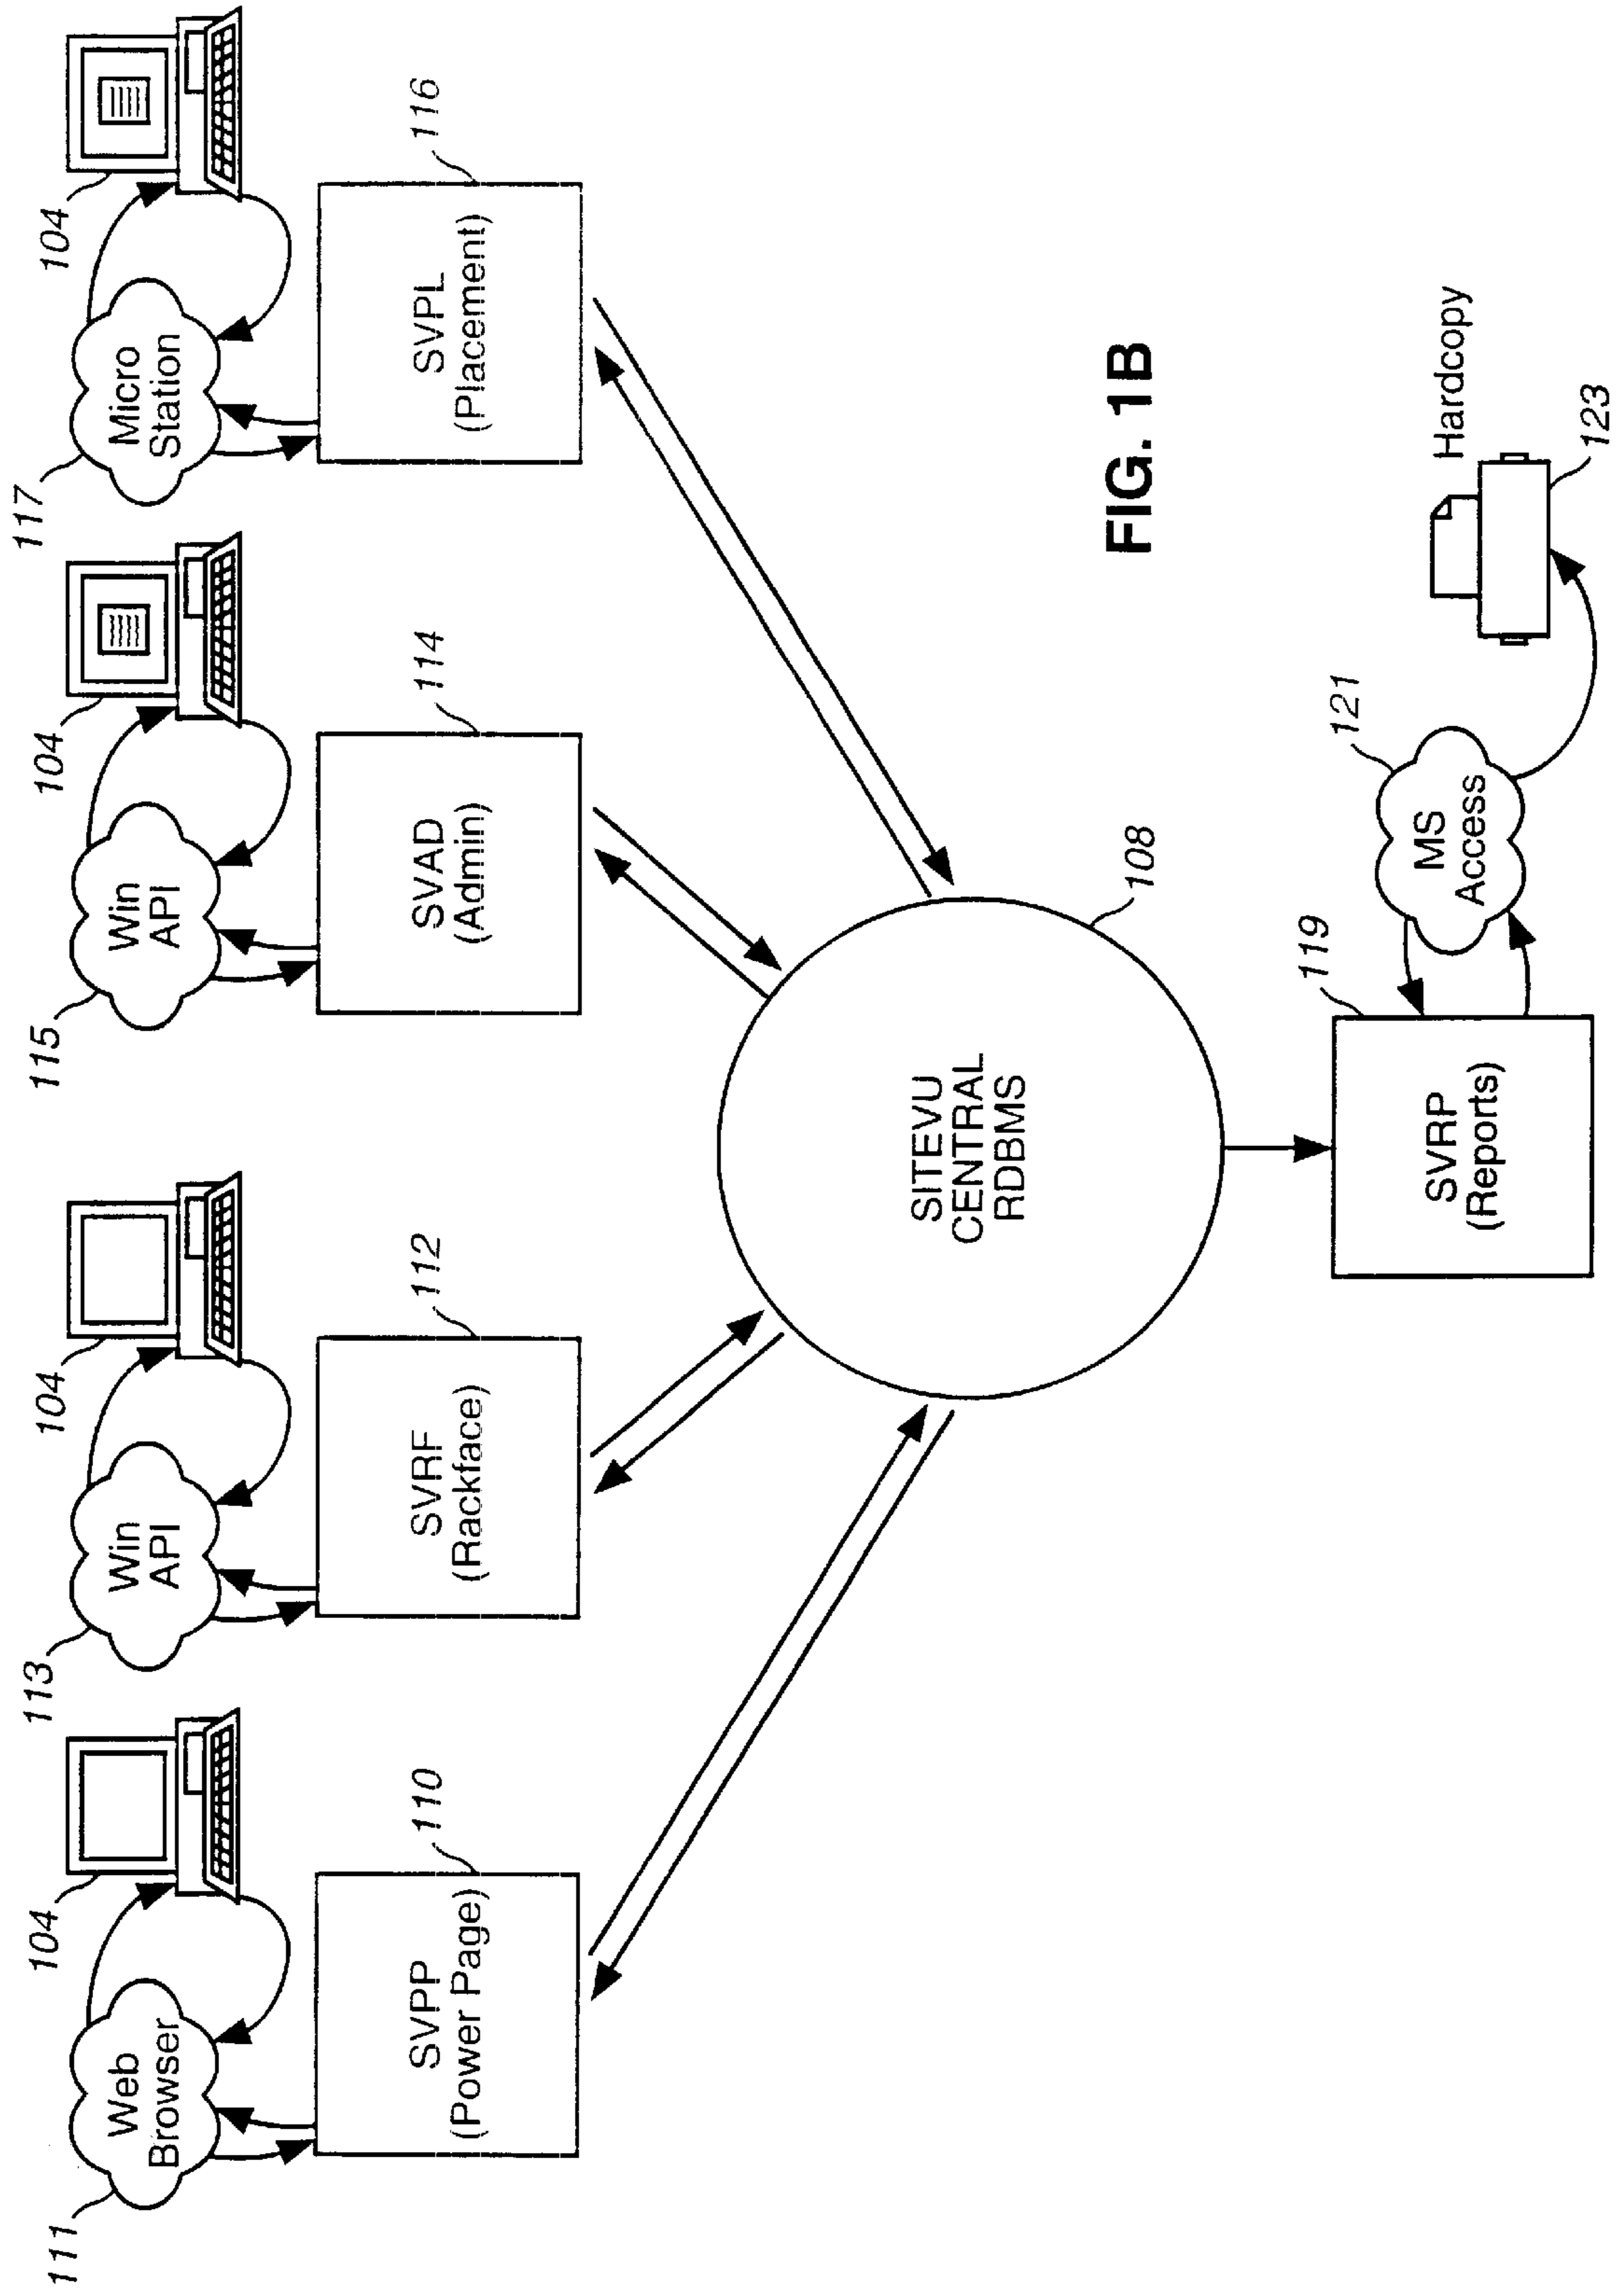 111
Web
Browser
104
113
Win
API
104
115
Win
API
104
117
Micro
Station
104
SVPP
(Power Page)
110
SVRF
(Rackface)
112
SVAD
(Admin)
114
SVPL
(Placement)
116
SITEVU
CENTRAL
RDBMS
108
FIG. 1B
SVRP
(Reports)
119
MS
Access
121
Hardcopy
123